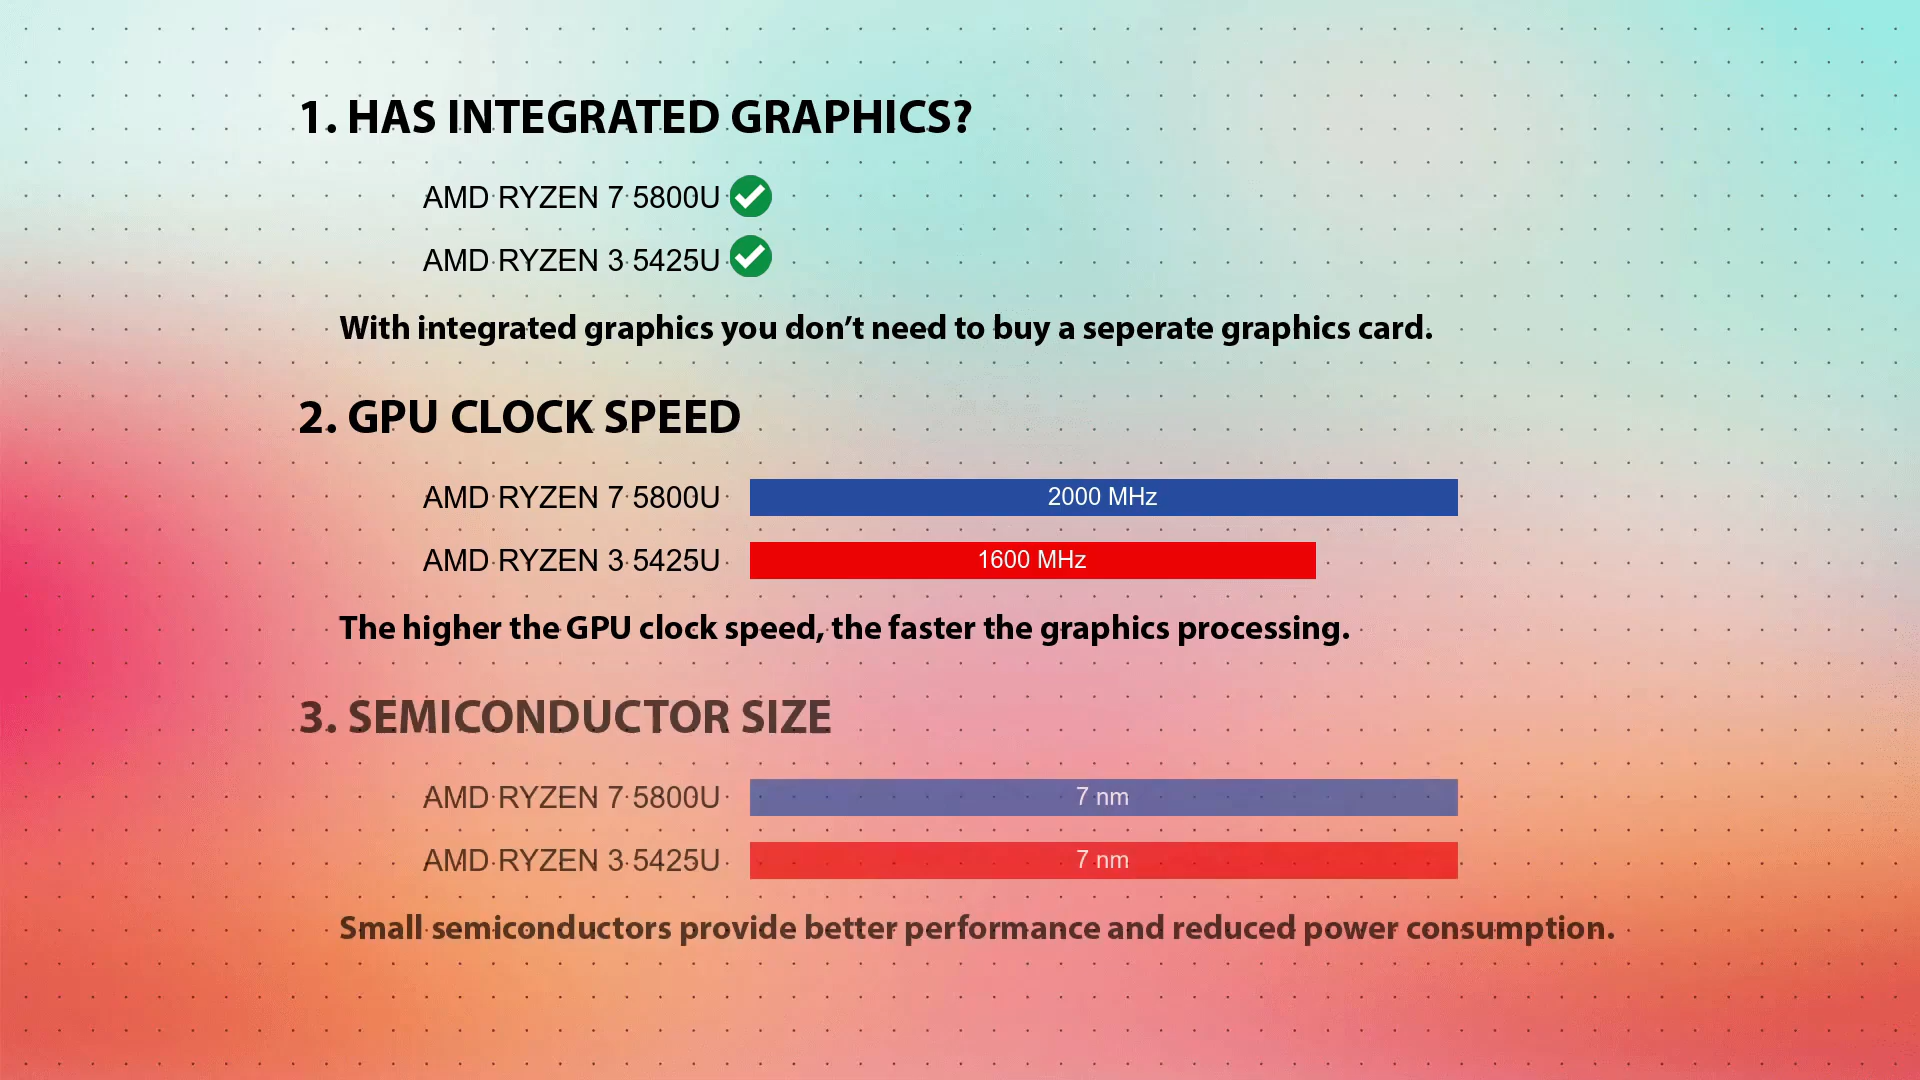 1. HAS INTEGRATED GRAPHICS?
AMD RYZEN 7 5800U
AMD RYZEN 3 5425U
With integrated graphics you don’t need to buy a seperate graphics card.
2. GPU CLOCK SPEED
AMD RYZEN 7 5800U 2000 MHz
AMD RYZEN 3 5425U 1600 MHz
The higher the GPU clock speed, the faster the graphics processing.
3. SEMICONDUCTOR SIZE
AMD RYZEN 7 5800U 7 nm
AMD RYZEN 3 5425U 7 nm
Small semiconductors provide better performance and reduced power consumption.